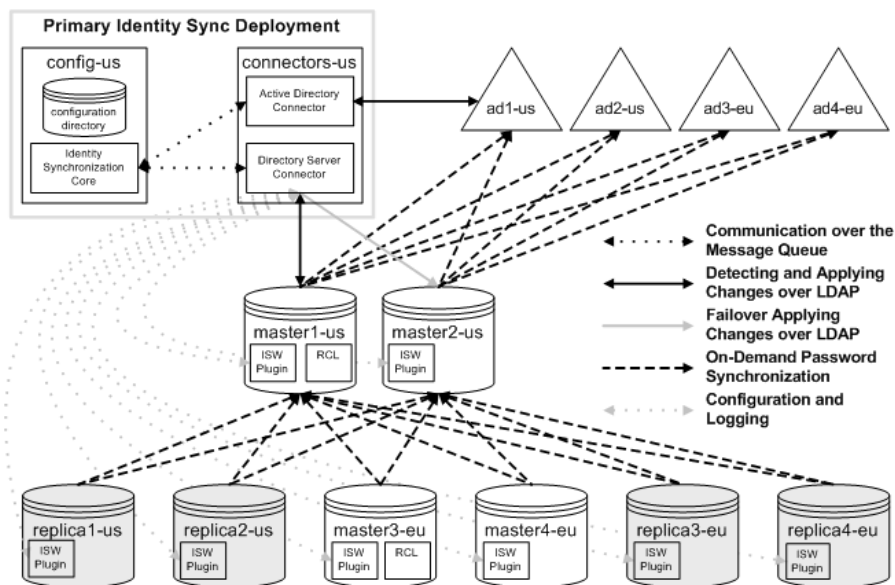 Primary Identity Sync Deployment
config-us
configuration
directory
Identity
Synchronization
Core
connectors-us
Active Directory
Connector
Directory Server
Connector
ad1-us
ad2-us
ad3-eu
ad4-eu
Communication over the
Message Queue
Detecting and Applying
Changes over LDAP
Failover Applying
Changes over LDAP
On-Demand Password
Synchronization
Configuration and
Logging
master1-us
ISW
Plugin
RCL
master2-us
ISW
Plugin
replica1-us
ISW
Plugin
replica2-us
ISW
Plugin
master3-eu
ISW
Plugin
RCL
master4-eu
ISW
Plugin
replica3-eu
ISW
Plugin
replica4-eu
ISW
Plugin